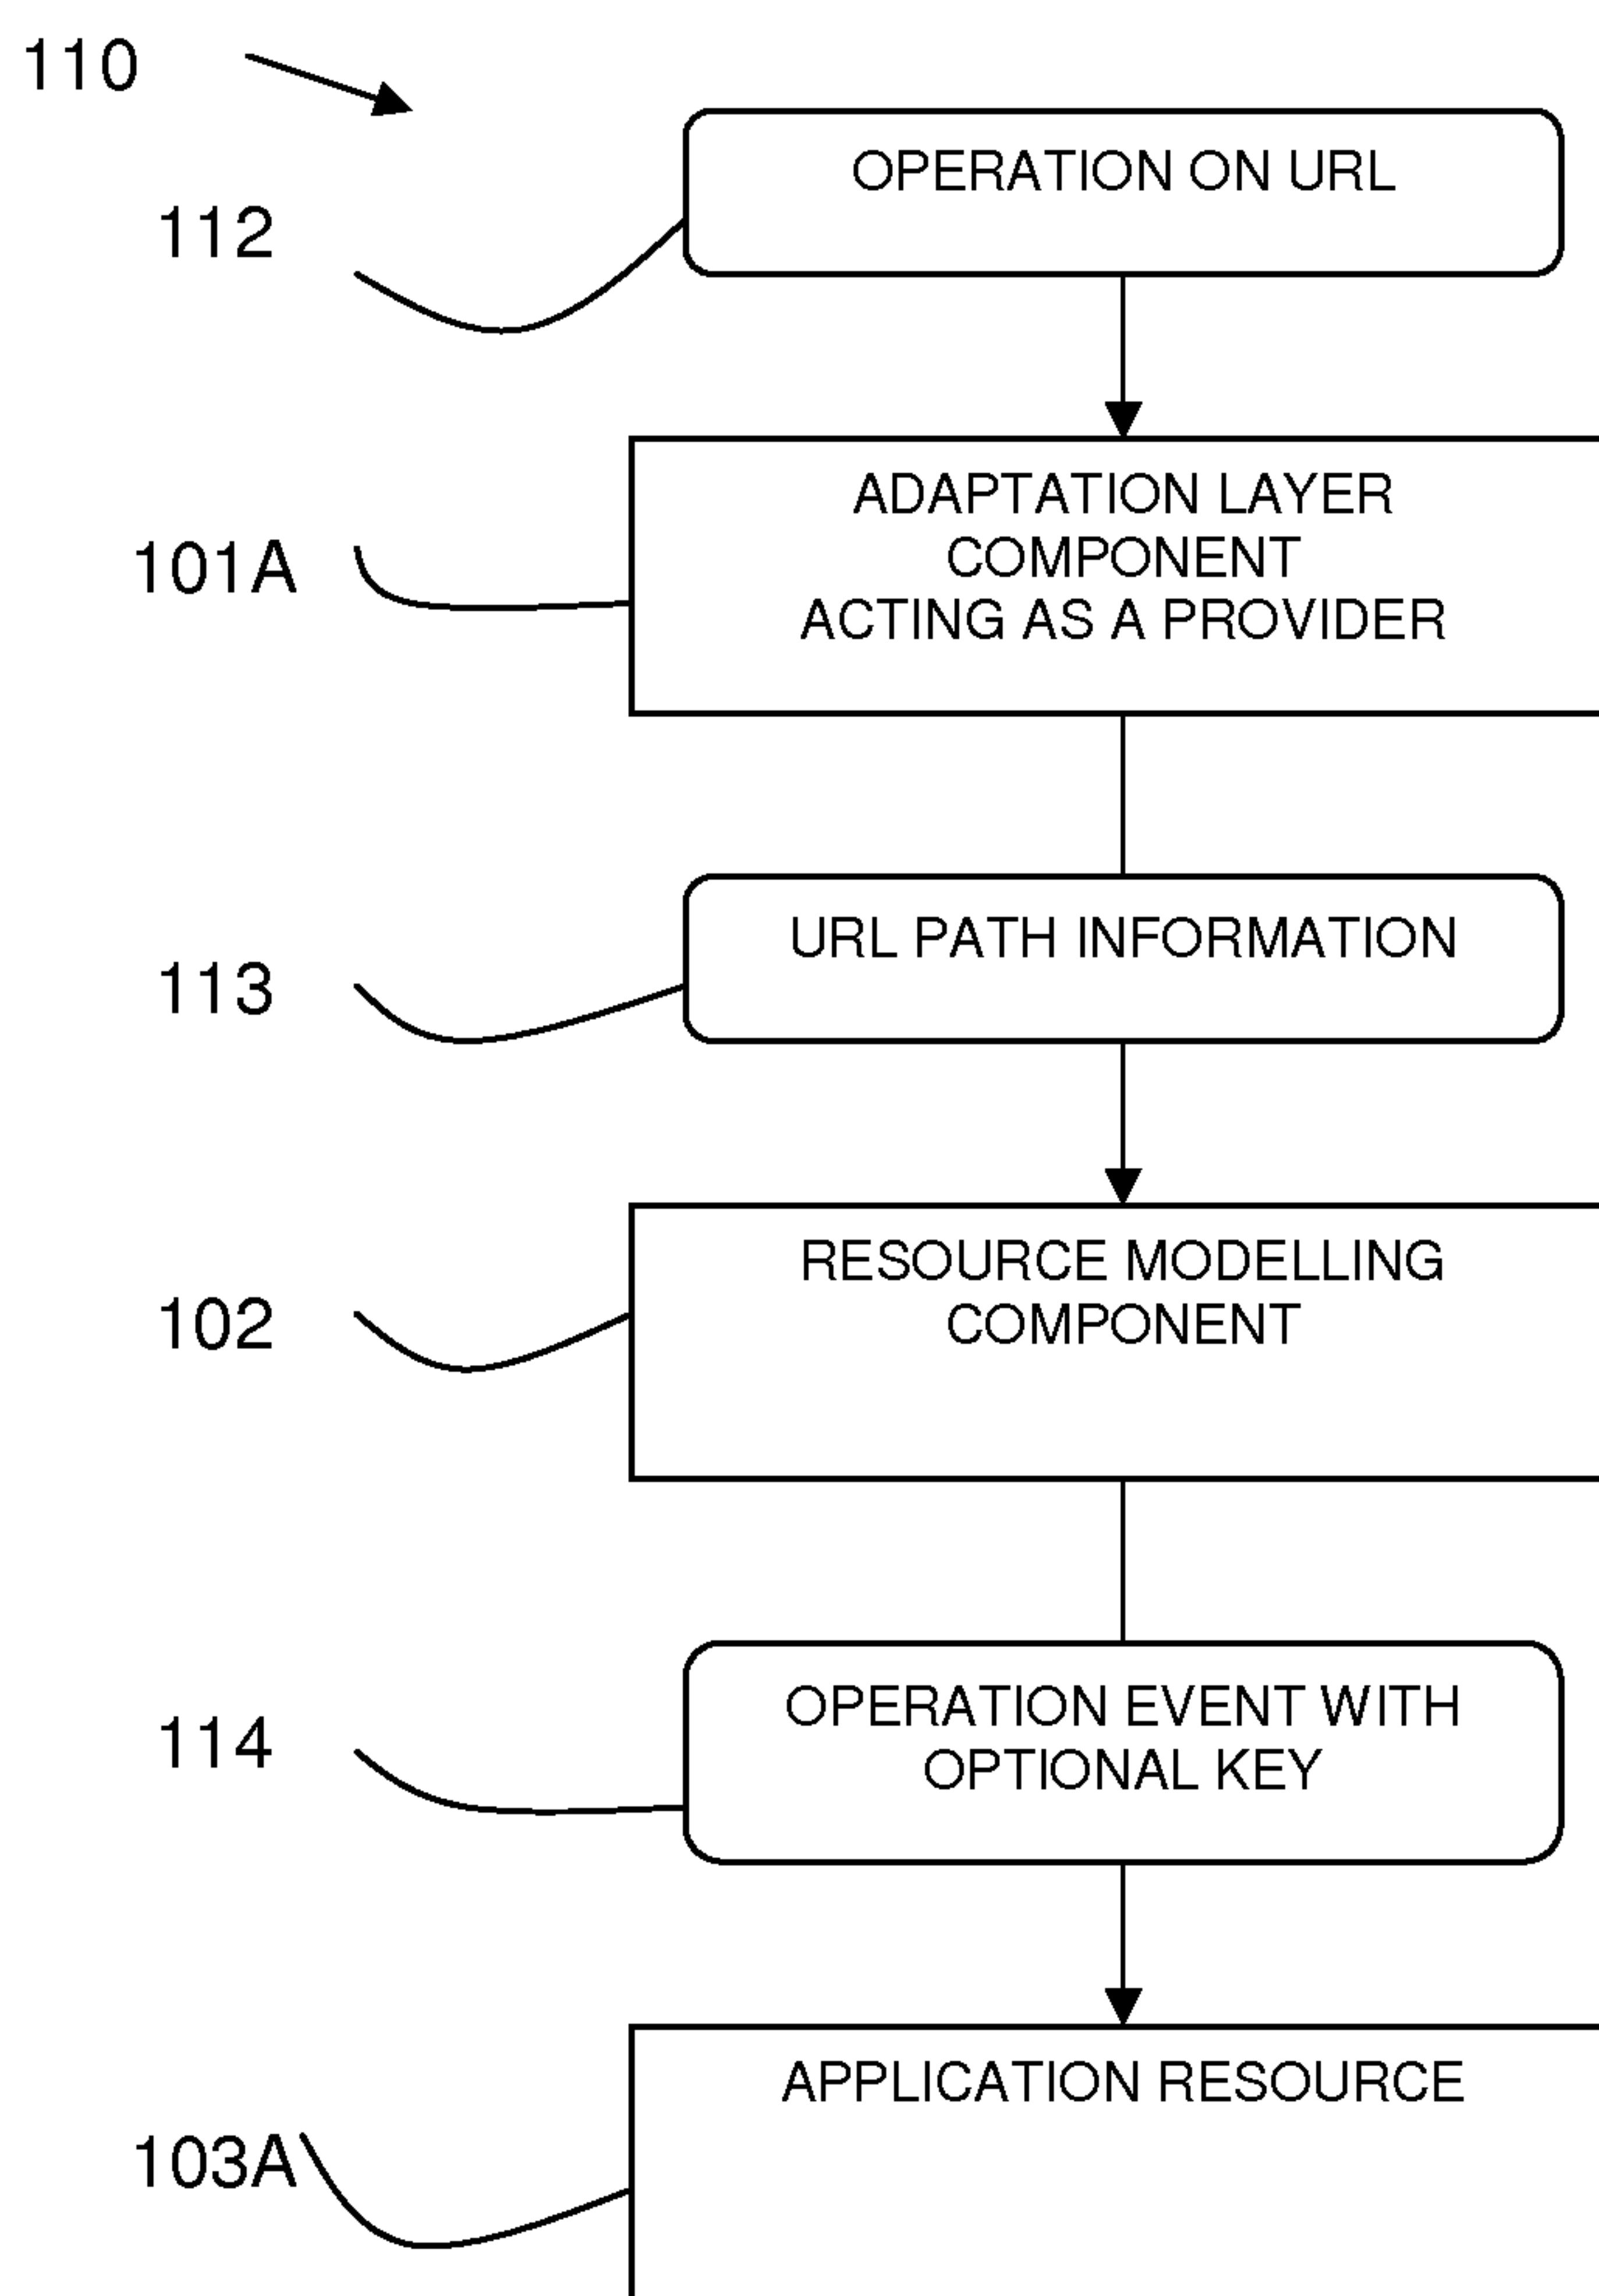 110
OPERATION ON URL
112
ADAPTATION LAYER
COMPONENT
ACTING AS A PROVIDER
101A
URL PATH INFORMATION
113
RESOURCE MODELLING
COMPONENT
102
OPERATION EVENT WITH
OPTIONAL KEY
114
APPLICATION RESOURCE
103A